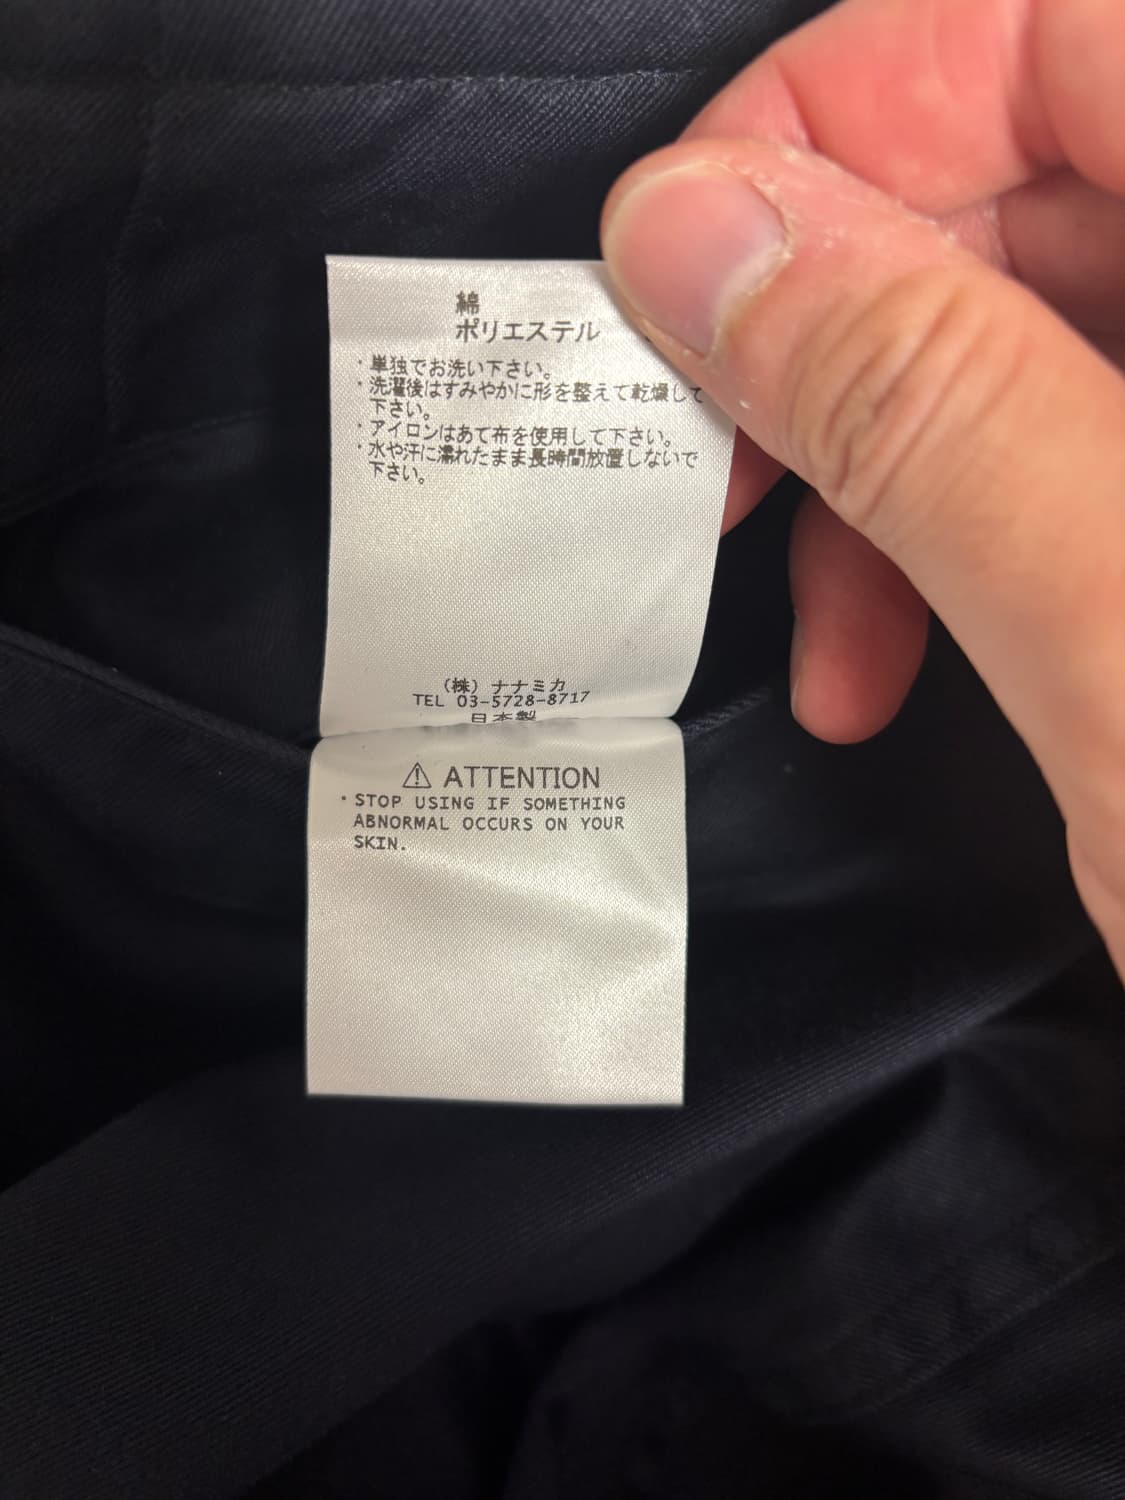 綿
ポリエステル
・単独でお洗い下さい。
・洗濯後はすみやかに形を整えて乾燥して
下さい。
・アイロンはあて布を使用して下さい。
・水や汗に濡れたまま長時間放置しないで
下さい。
(株) ナナミカ
TEL 03-5728-8717
日本製
⚠ ATTENTION
・STOP USING IF SOMETHING
ABNORMAL OCCURS ON YOUR
SKIN.